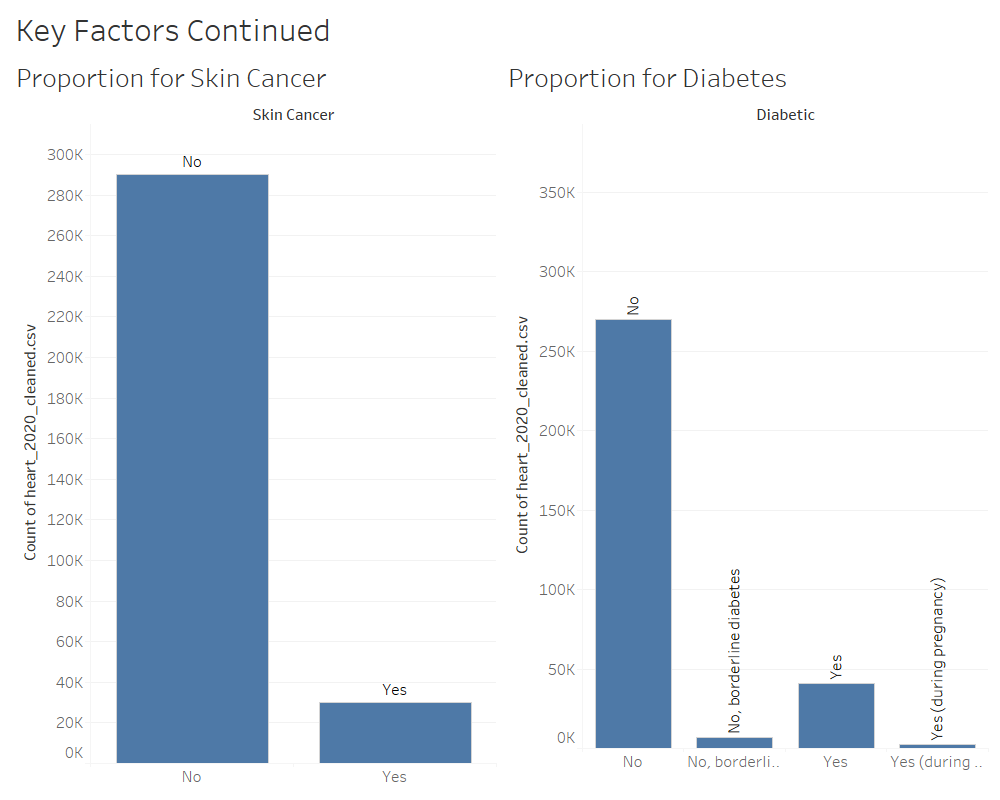 Key Factors Continued
Proportion for Skin Cancer
Skin Cancer
Count of heart_2020_cleaned.csv
300K
280K
260K
240K
220K
200K
180K
160K
140K
120K
100K
80K
60K
40K
20K
0K
No
Yes
No
Yes
Proportion for Diabetes
Diabetic
Count of heart_2020_cleaned.csv
350K
300K
250K
200K
150K
100K
50K
0K
No
No, borderline diabetes
Yes
Yes (during pregnancy)
No
No, borderli..
Yes
Yes (during ..